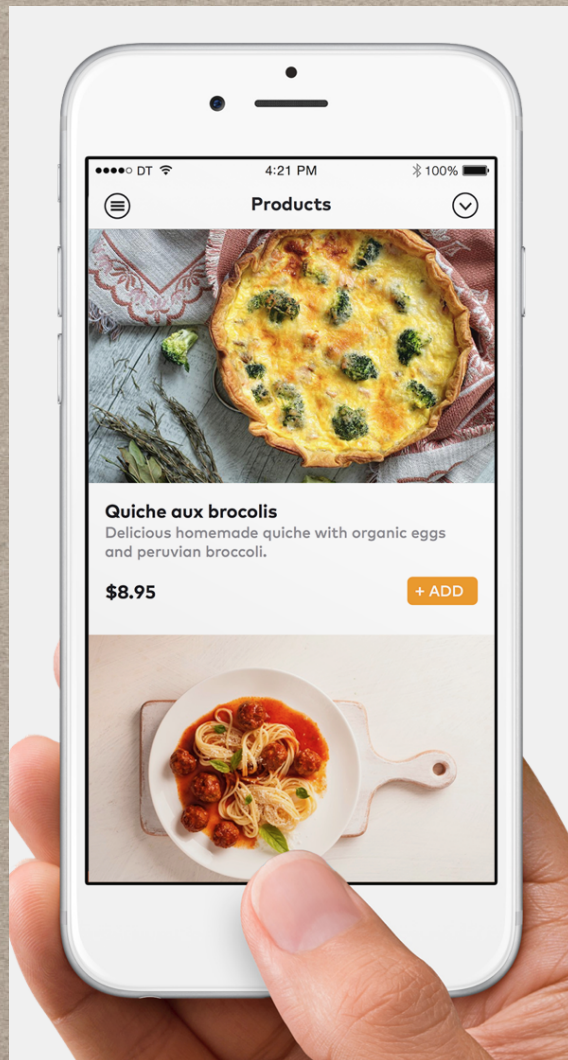 DT 4:21 PM 100%
Products
Quiche aux brocolis
Delicious homemade quiche with organic eggs
and peruvian broccoli.
$8.95 + ADD